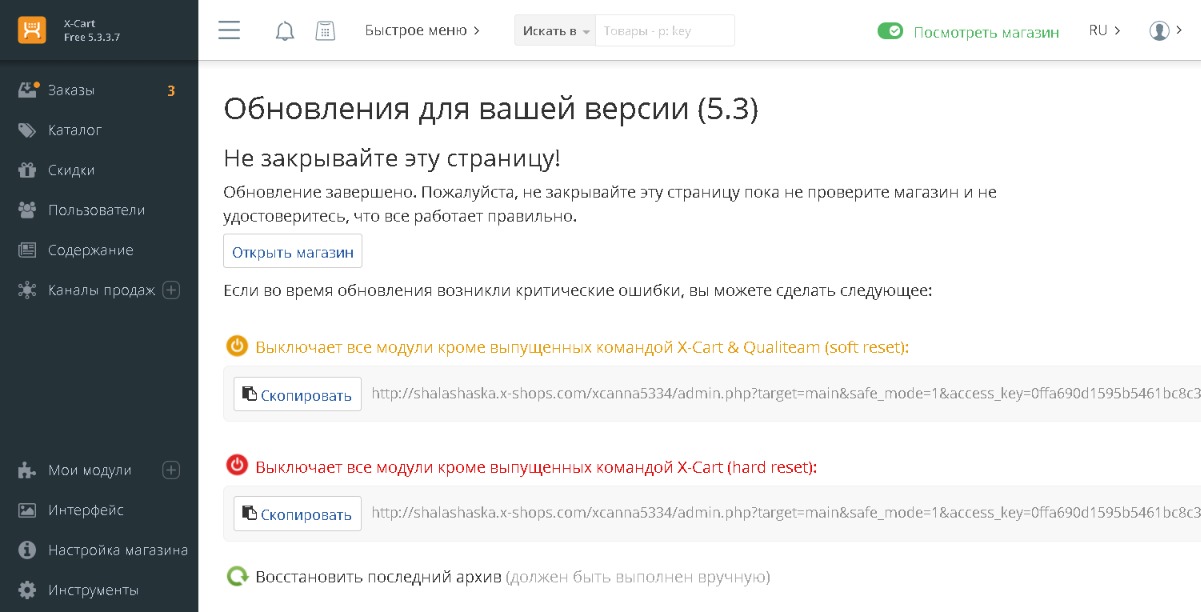 X-Cart
Free 5.3.3.7
Быстрое меню
Искать в
Товары - p: key
Посмотреть магазин
RU
Заказы
3
Каталог
Скидки
Пользователи
Содержание
Каналы продаж
Мои модули
Интерфейс
Настройка магазина
Инструменты
Обновления для вашей версии (5.3)
Не закрывайте эту страницу!
Обновление завершено. Пожалуйста, не закрывайте эту страницу пока не проверите магазин и не
удостоверитесь, что все работает правильно.
Открыть магазин
Если во время обновления возникли критические ошибки, вы можете сделать следующее:
Выключает все модули кроме выпущенных командой X-Cart & Qualiteam (soft reset):
Скопировать http://shalashaska.x-shops.com/xcanna5334/admin.php?target=main&safe_mode=1&access_key=0ffa690d1595b5461bc8c3
Выключает все модули кроме выпущенных командой X-Cart (hard reset):
Скопировать http://shalashaska.x-shops.com/xcanna5334/admin.php?target=main&safe_mode=1&access_key=0ffa690d1595b5461bc8c3
Восстановить последний архив (должен быть выполнен вручную)